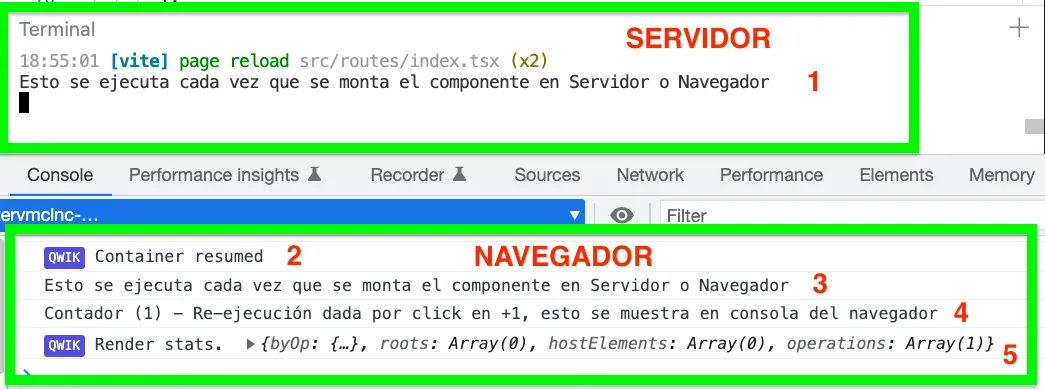 Terminal
SERVIDOR
18:55:01 [vite] page reload src/routes/index.tsx (x2)
Esto se ejecuta cada vez que se monta el componente en Servidor o Navegador 1
Console Performance insights Recorder Sources Network Performance Elements Memory
ervmclnc-... Filter
QWIK Container resumed 2 NAVEGADOR
Esto se ejecuta cada vez que se monta el componente en Servidor o Navegador 3
Contador (1) - Re-ejecución dada por click en +1, esto se muestra en consola del navegador 4
QWIK Render stats. ▶{byOp: {…}, roots: Array(0), hostElements: Array(0), operations: Array(1)} 5